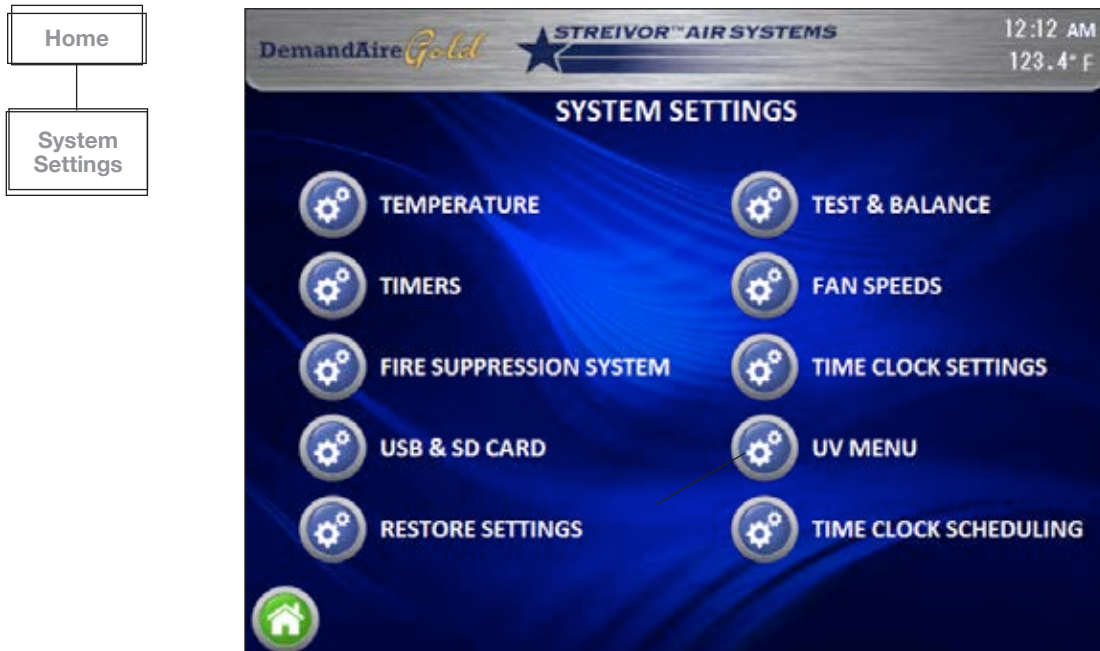 Home
System
Settings
DemandAire Gold
STREIVOR™ AIR SYSTEMS
12:12 AM
123.4° F
SYSTEM SETTINGS
TEMPERATURE
TEST & BALANCE
TIMERS
FAN SPEEDS
FIRE SUPPRESSION SYSTEM
TIME CLOCK SETTINGS
USB & SD CARD
UV MENU
RESTORE SETTINGS
TIME CLOCK SCHEDULING